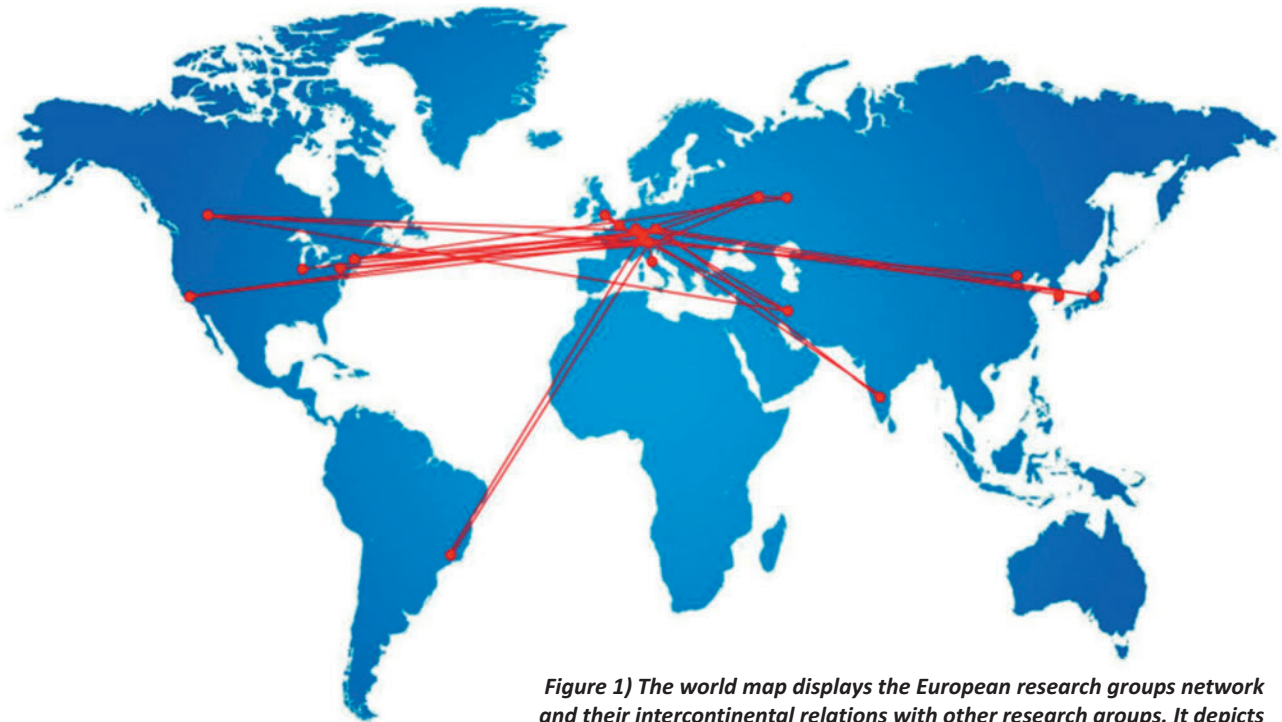 Figure 1) The world map displays the European research groups network
and their intercontinental relations with other research groups. It depicts